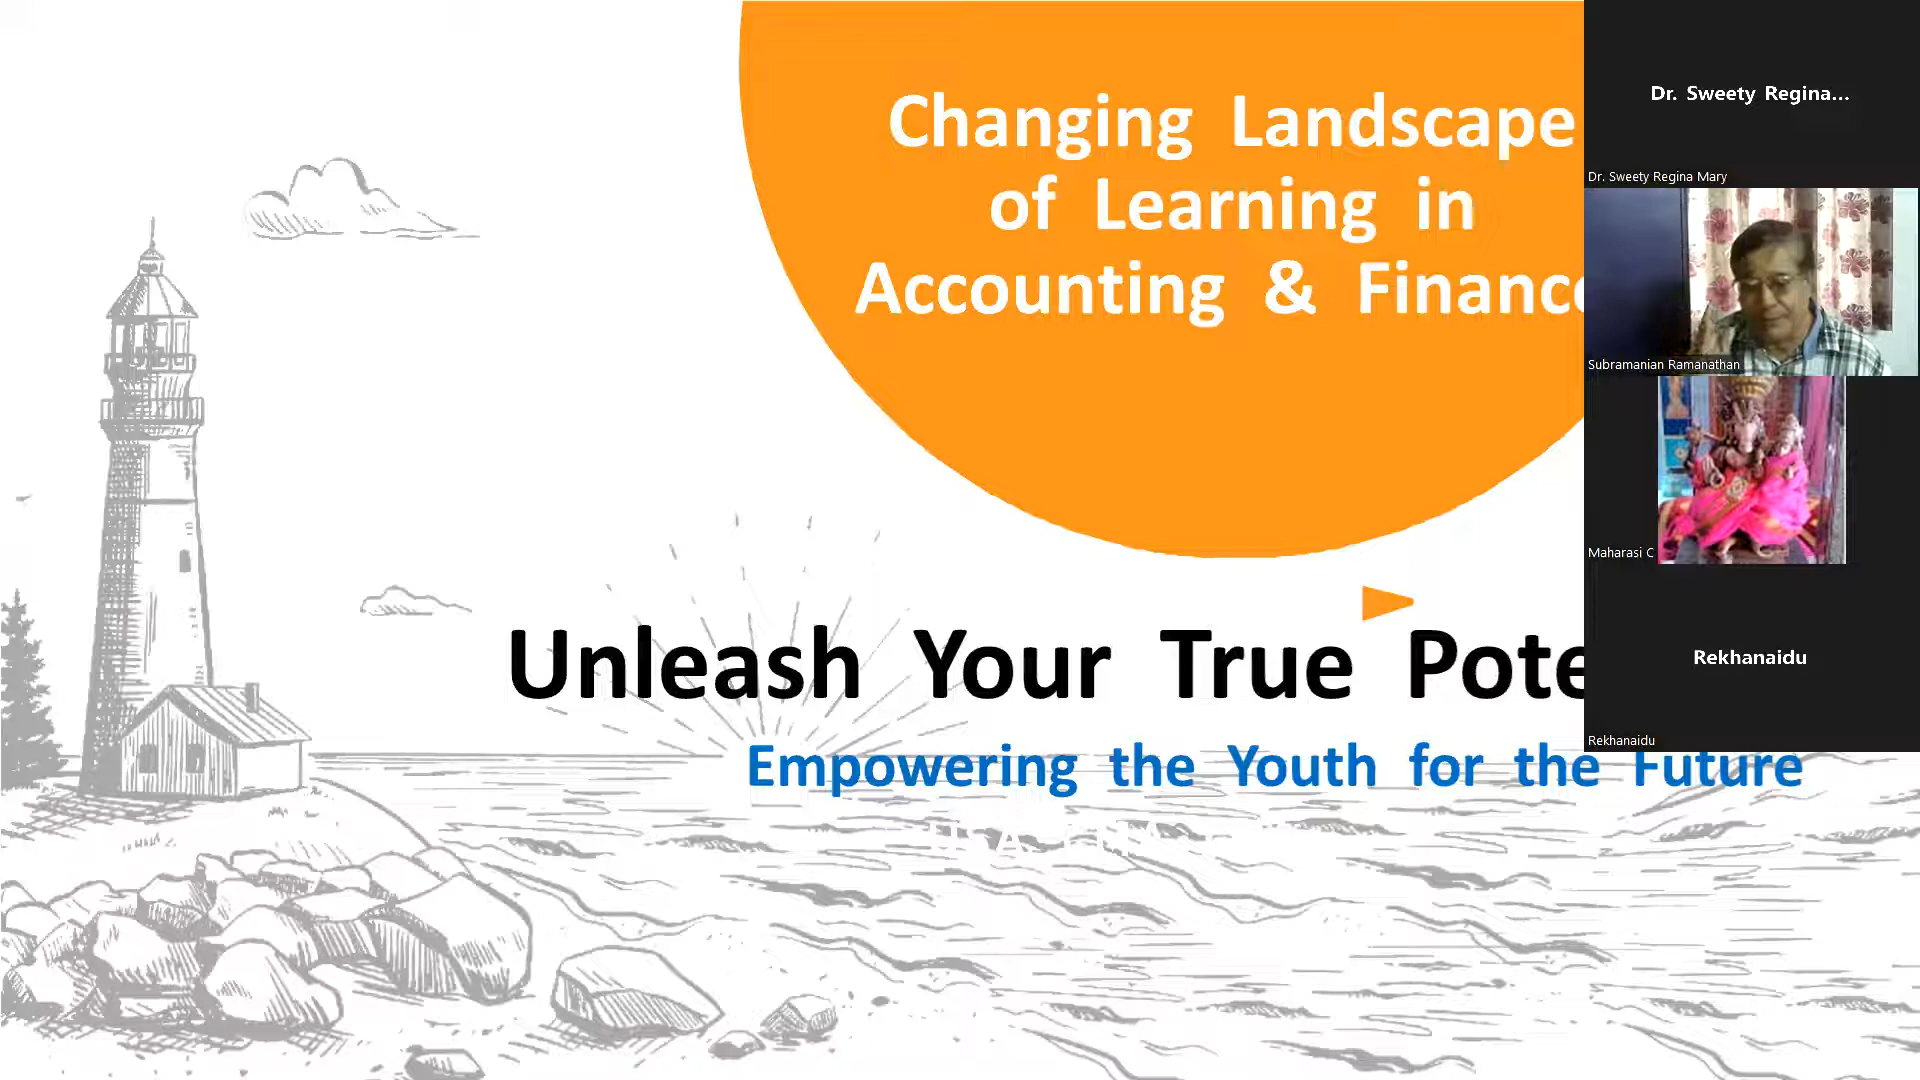 Changing Landscape
of Learning in
Accounting & Financ
Unleash Your True Pote
Empowering the Youth for the Future
Dr. Sweety Regina...
Dr. Sweety Regina Mary
Subramanian Ramanathan
Maharasi C
Rekhanaidu
Rekhanaidu